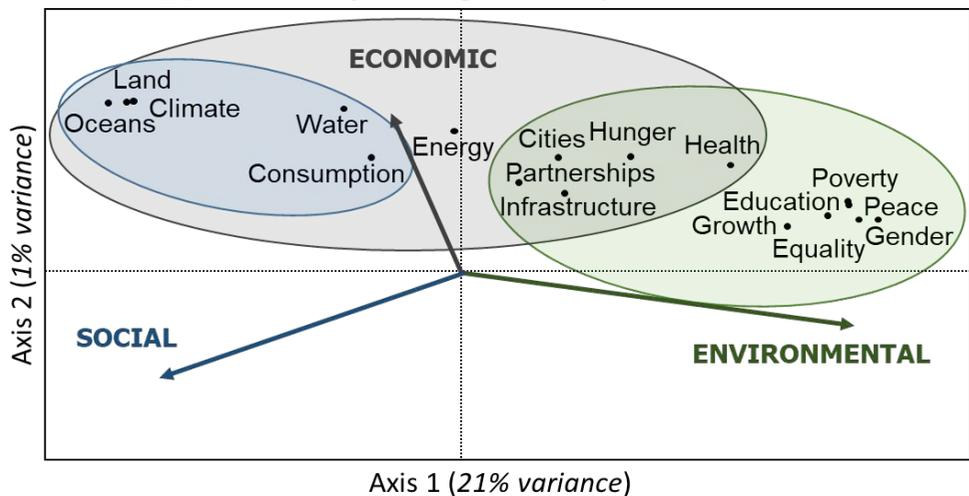 ECONOMIC
Land
Climate
Oceans
Water
Consumption
Energy
Cities
Hunger
Health
Partnerships
Infrastructure
Poverty
Education
Peace
Growth
Gender
Equality
SOCIAL
ENVIRONMENTAL
Axis 2 (1% variance)
Axis 1 (21% variance)